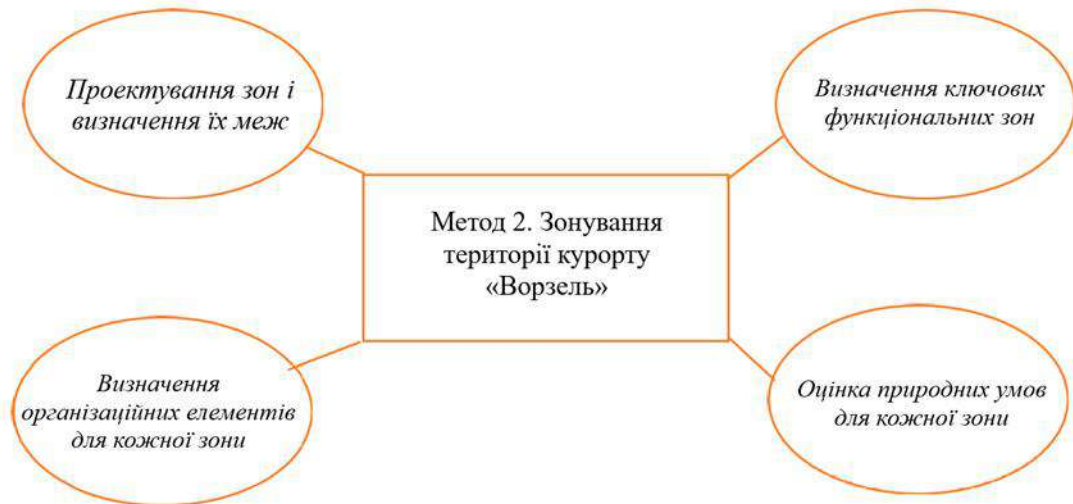 Проектування зон і
визначення їх меж
Визначення ключових
функціональних зон
Метод 2. Зонування
території курорту
«Ворзель»
Визначення
організаційних елементів
для кожної зони
Оцінка природних умов
для кожної зони